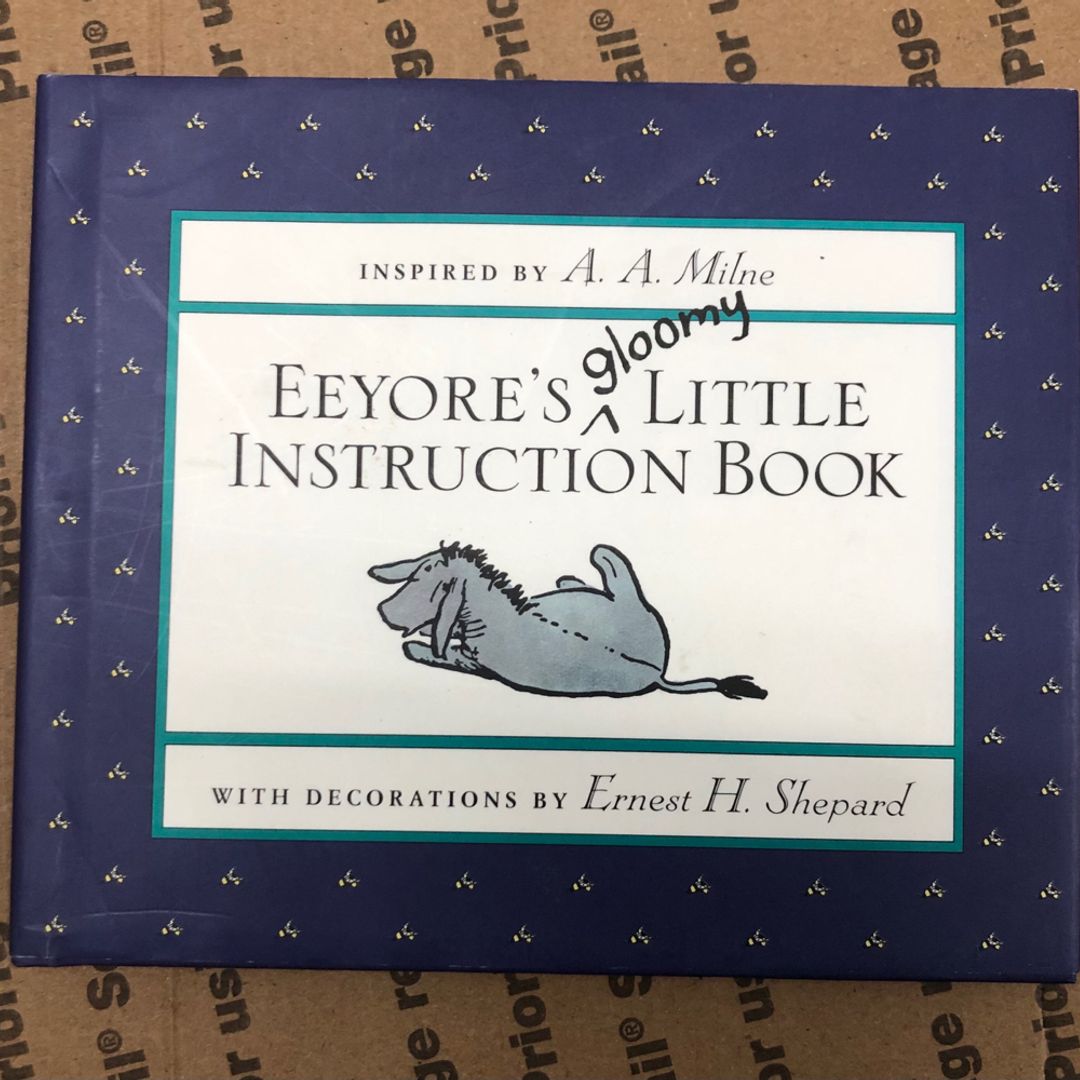 INSPIRED BY A. A. Milne
gloomy
EEYORE'S ^ LITTLE
INSTRUCTION BOOK
WITH DECORATIONS BY Ernest H. Shepard